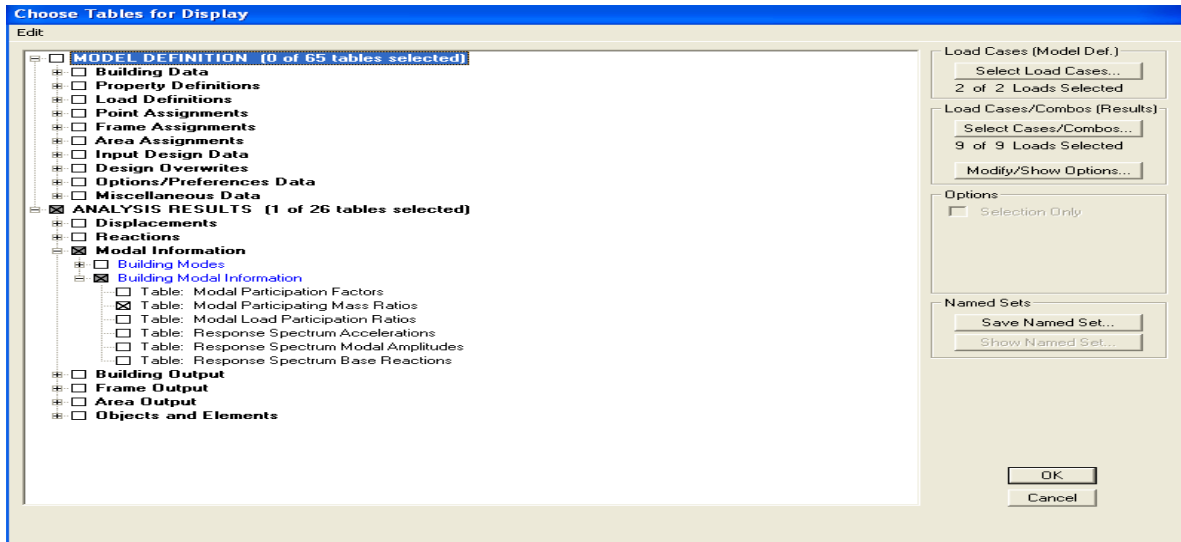 Choose Tables for Display
Edit
MODEL DEFINITION (0 of 65 tables selected)
Building Data
Property Definitions
Load Definitions
Point Assignments
Frame Assignments
Area Assignments
Input Design Data
Design Overwrites
Options/Preferences Data
Miscellaneous Data
ANALYSIS RESULTS (1 of 26 tables selected)
Displacements
Reactions
Modal Information
Building Modes
Building Modal Information
Table: Modal Participation Factors
Table: Modal Participating Mass Ratios
Table: Modal Load Participation Ratios
Table: Response Spectrum Accelerations
Table: Response Spectrum Modal Amplitudes
Table: Response Spectrum Base Reactions
Building Output
Frame Output
Area Output
Objects and Elements
Load Cases (Model Def.)
Select Load Cases...
2 of 2 Loads Selected
Load Cases/Combos (Results)
Select Cases/Combos...
9 of 9 Loads Selected
Modify/Show Options...
Options
Selection Only
Named Sets
Save Named Set...
Show Named Set...
OK
Cancel